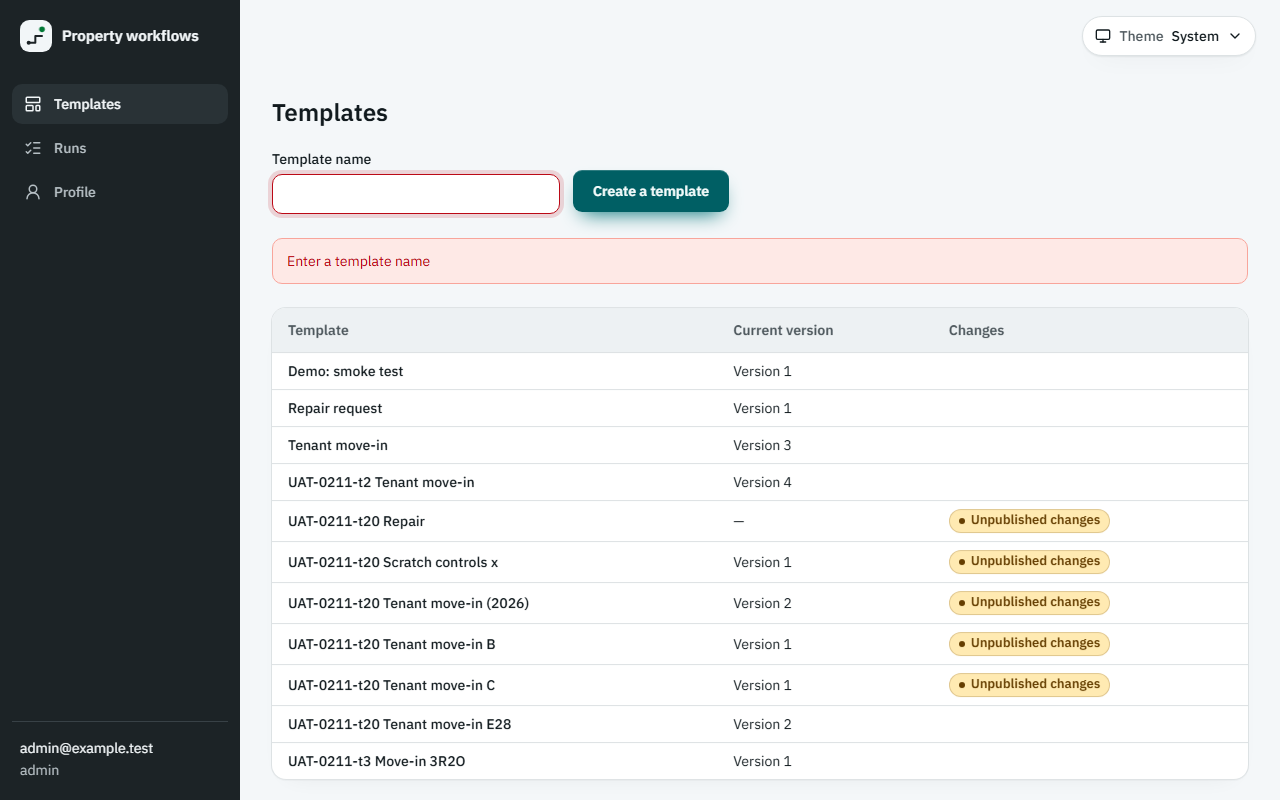 Property workflows
Theme System
Templates
Runs
Profile
Templates
Template name
Create a template
Enter a template name
Template Current version Changes
Demo: smoke test Version 1
Repair request Version 1
Tenant move-in Version 3
UAT-0211-t2 Tenant move-in Version 4
UAT-0211-t20 Repair — Unpublished changes
UAT-0211-t20 Scratch controls x Version 1 Unpublished changes
UAT-0211-t20 Tenant move-in (2026) Version 2 Unpublished changes
UAT-0211-t20 Tenant move-in B Version 1 Unpublished changes
UAT-0211-t20 Tenant move-in C Version 1 Unpublished changes
UAT-0211-t20 Tenant move-in E28 Version 2
UAT-0211-t3 Move-in 3R2O Version 1
admin@example.test
admin